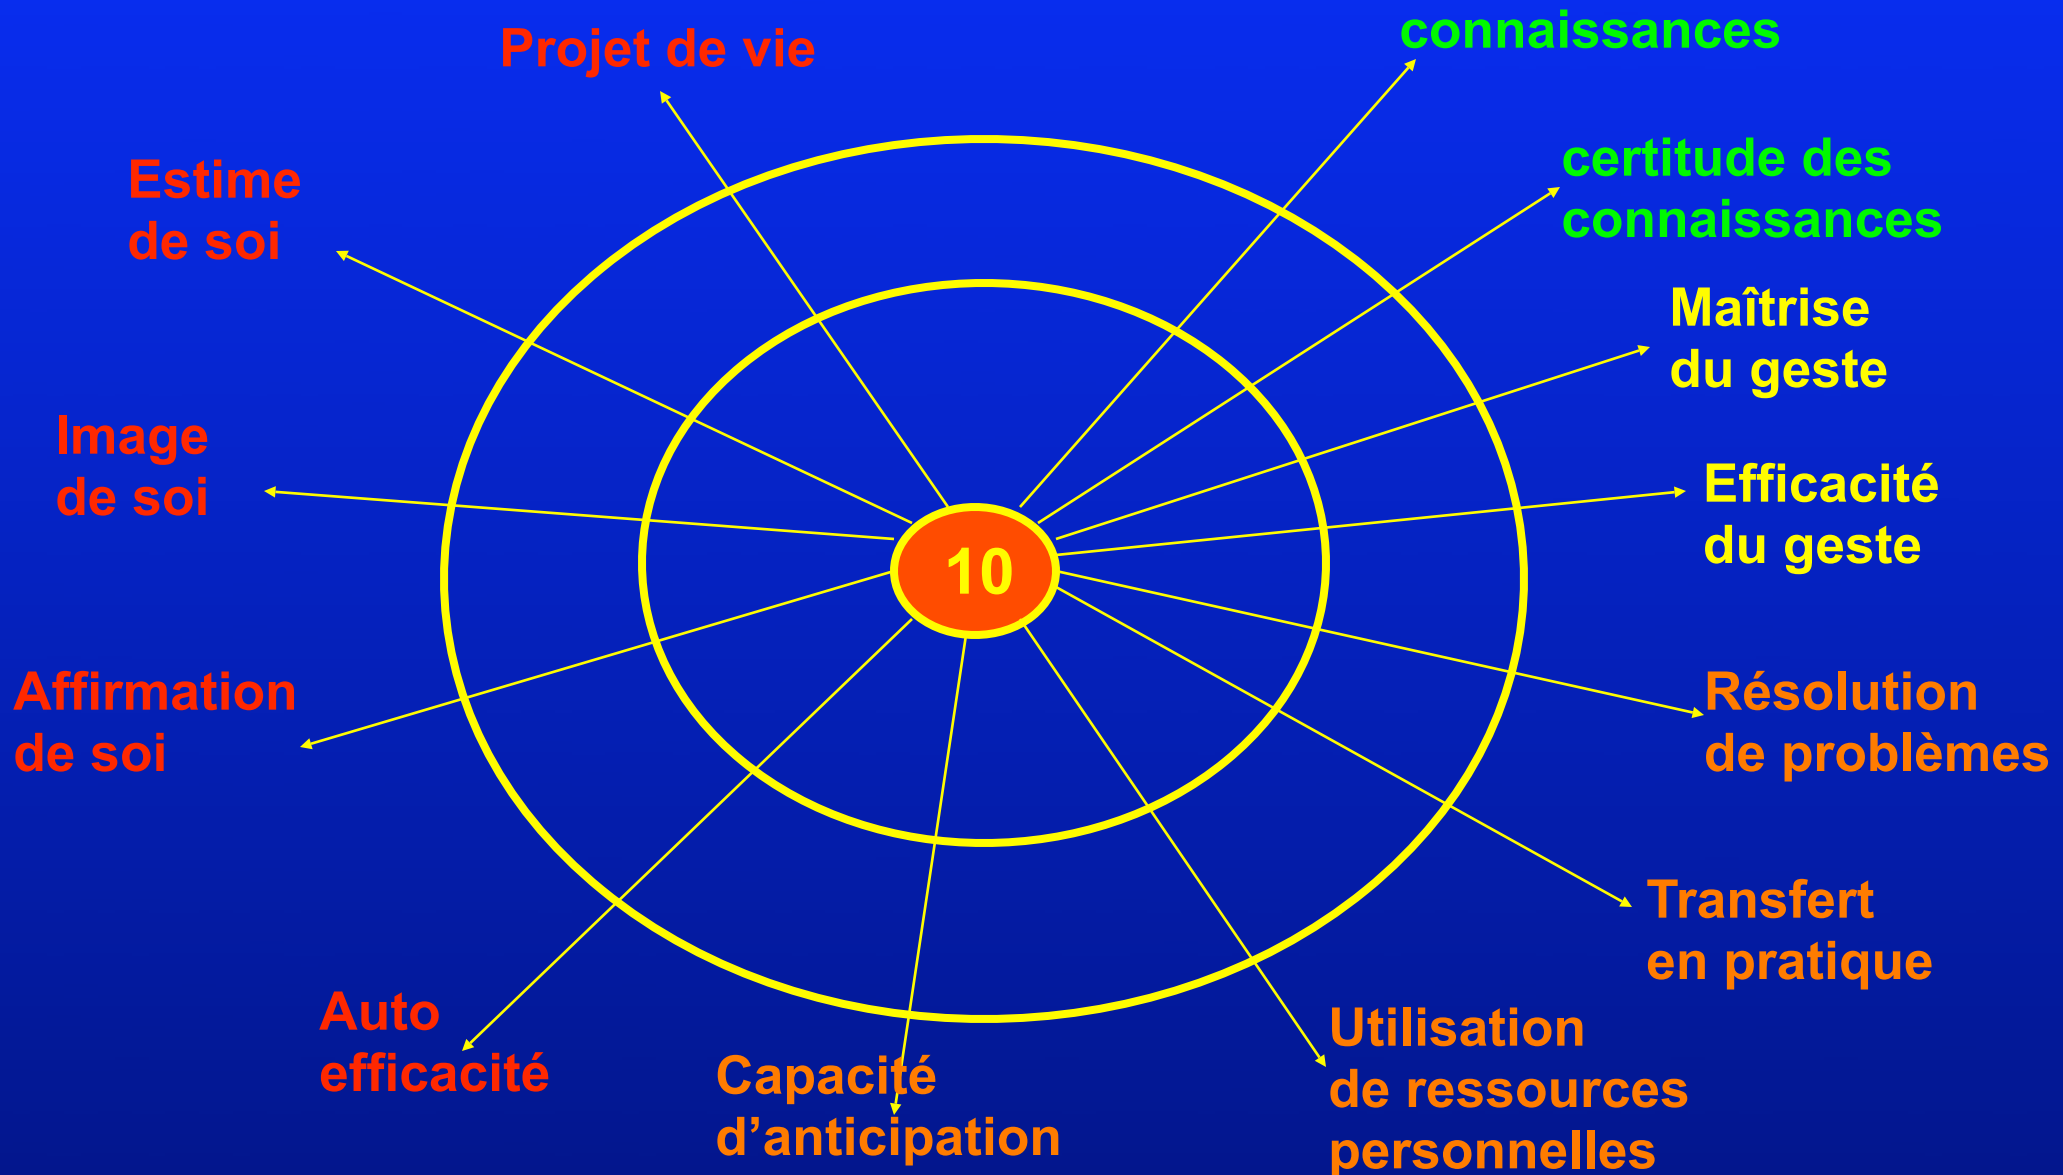 Projet de vie
connaissances
certitude des
connaissances
Estime
de soi
Maîtrise
du geste
Image
de soi
Efficacité
du geste
10
Affirmation
de soi
Résolution
de problèmes
Transfert
en pratique
Auto
efficacité
Capacité
d’anticipation
Utilisation
de ressources
personnelles